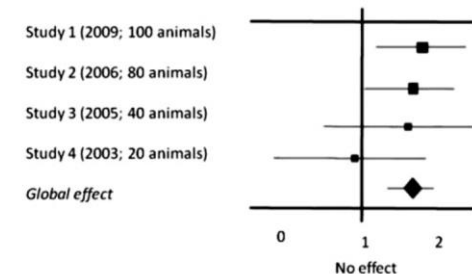 Study 1 (2009; 100 animals)
Study 2 (2006; 80 animals)
Study 3 (2005; 40 animals)
Study 4 (2003; 20 animals)
Global effect
0 1 2
No effect